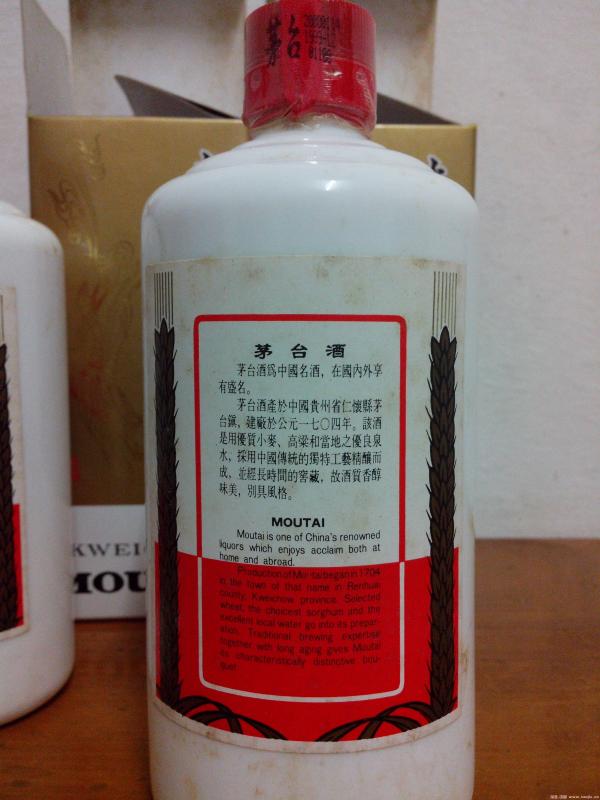 茅台
茅台酒
茅台酒爲中國名酒，在國內外享
有盛名。
茅台酒產於中國貴州省仁懷縣茅
台鎮，建廠於公元一七〇四年。該酒
是用優質小麥、高梁和當地之優良泉
水，採用中國傳統的獨特工藝精釀而
成，並經長時間的窖藏，故酒質香醇
味美，別具風格。
MOUTAI
Moutai is one of China's renowned
liquors which enjoys acclaim both at
home and abroad.
Production of Moutai began in 1704
in the town of that name in Renhuai
county, Kweichow province. Selected
wheat, the choicest sorghum and the
excellent local water go into its prepar-
ation. Traditional brewing expertise
together with long aging gives Moutai
its characteristically distinctive bou-
quet
KWEI
MOU